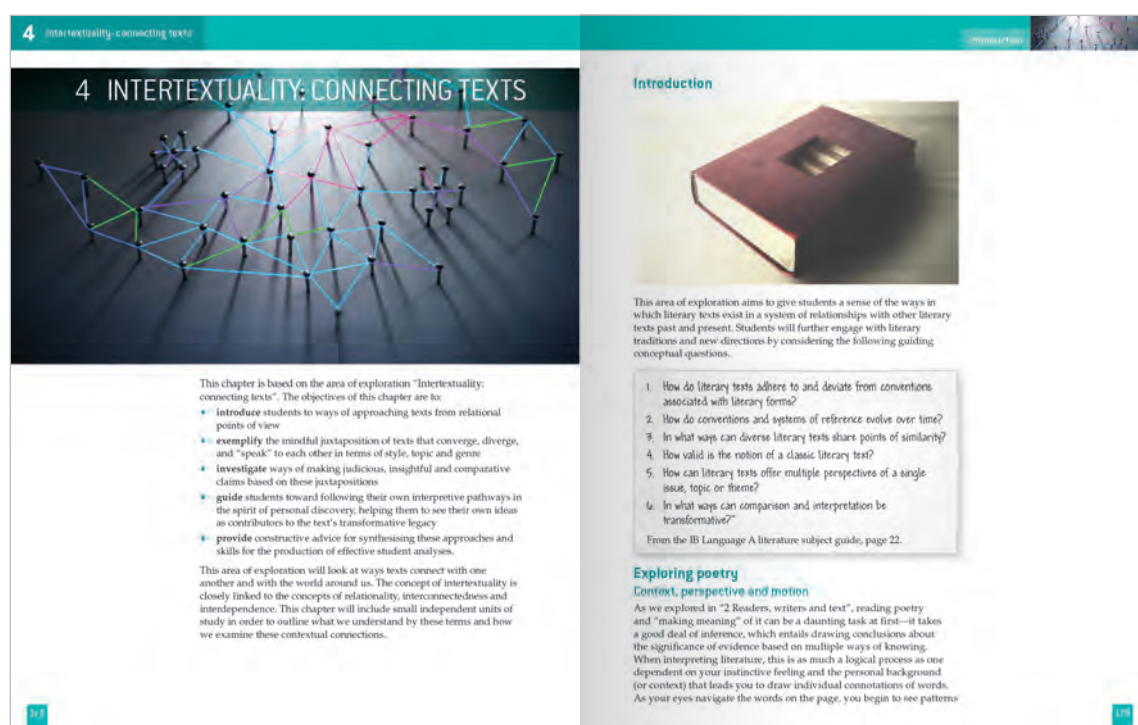 4 Intertextuality: connecting texts
4 INTERTEXTUALITY: CONNECTING TEXTS
This chapter is based on the area of exploration "Intertextuality:
connecting texts". The objectives of this chapter are to:
introduce students to ways of approaching texts from relational
points of view
exemplify the mindful juxtaposition of texts that converge, diverge,
and "speak" to each other in terms of style, topic and genre
investigate ways of making judicious, insightful and comparative
claims based on these juxtapositions
guide students toward following their own interpretive pathways in
the spirit of personal discovery, helping them to see their own ideas
as contributors to the text's transformative legacy
provide constructive advice for synthesising these approaches and
skills for the production of effective student analyses.
This area of exploration will look at ways texts connect with one
another and with the world around us. The concept of intertextuality is
closely linked to the concepts of relationality, interconnectedness and
interdependence. This chapter will include small independent units of
study in order to outline what we understand by these terms and how
we examine these contextual connections.
Introduction
Introduction
This area of exploration aims to give students a sense of the ways in
which literary texts exist in a system of relationships with other literary
texts past and present. Students will further engage with literary
traditions and new directions by considering the following guiding
conceptual questions.
1. How do literary texts adhere to and deviate from conventions
associated with literary forms?
2. How do conventions and systems of reference evolve over time?
3. In what ways can diverse literary texts share points of similarity?
4. How valid is the notion of a classic literary text?
5. How can literary texts offer multiple perspectives of a single
issue, topic or theme?
6. In what ways can comparison and interpretation be
transformative?"
From the IB Language A literature subject guide, page 22.
Exploring poetry
Context, perspective and motion
As we explored in "2 Readers, writers and text", reading poetry
and "making meaning" of it can be a daunting task at first—it takes
a good deal of inference, which entails drawing conclusions about
the significance of evidence based on multiple ways of knowing.
When interpreting literature, this is as much a logical process as one
dependent on your instinctive feeling and the personal background
(or context) that leads you to draw individual connotations of words.
As your eyes navigate the words on the page, you begin to see patterns